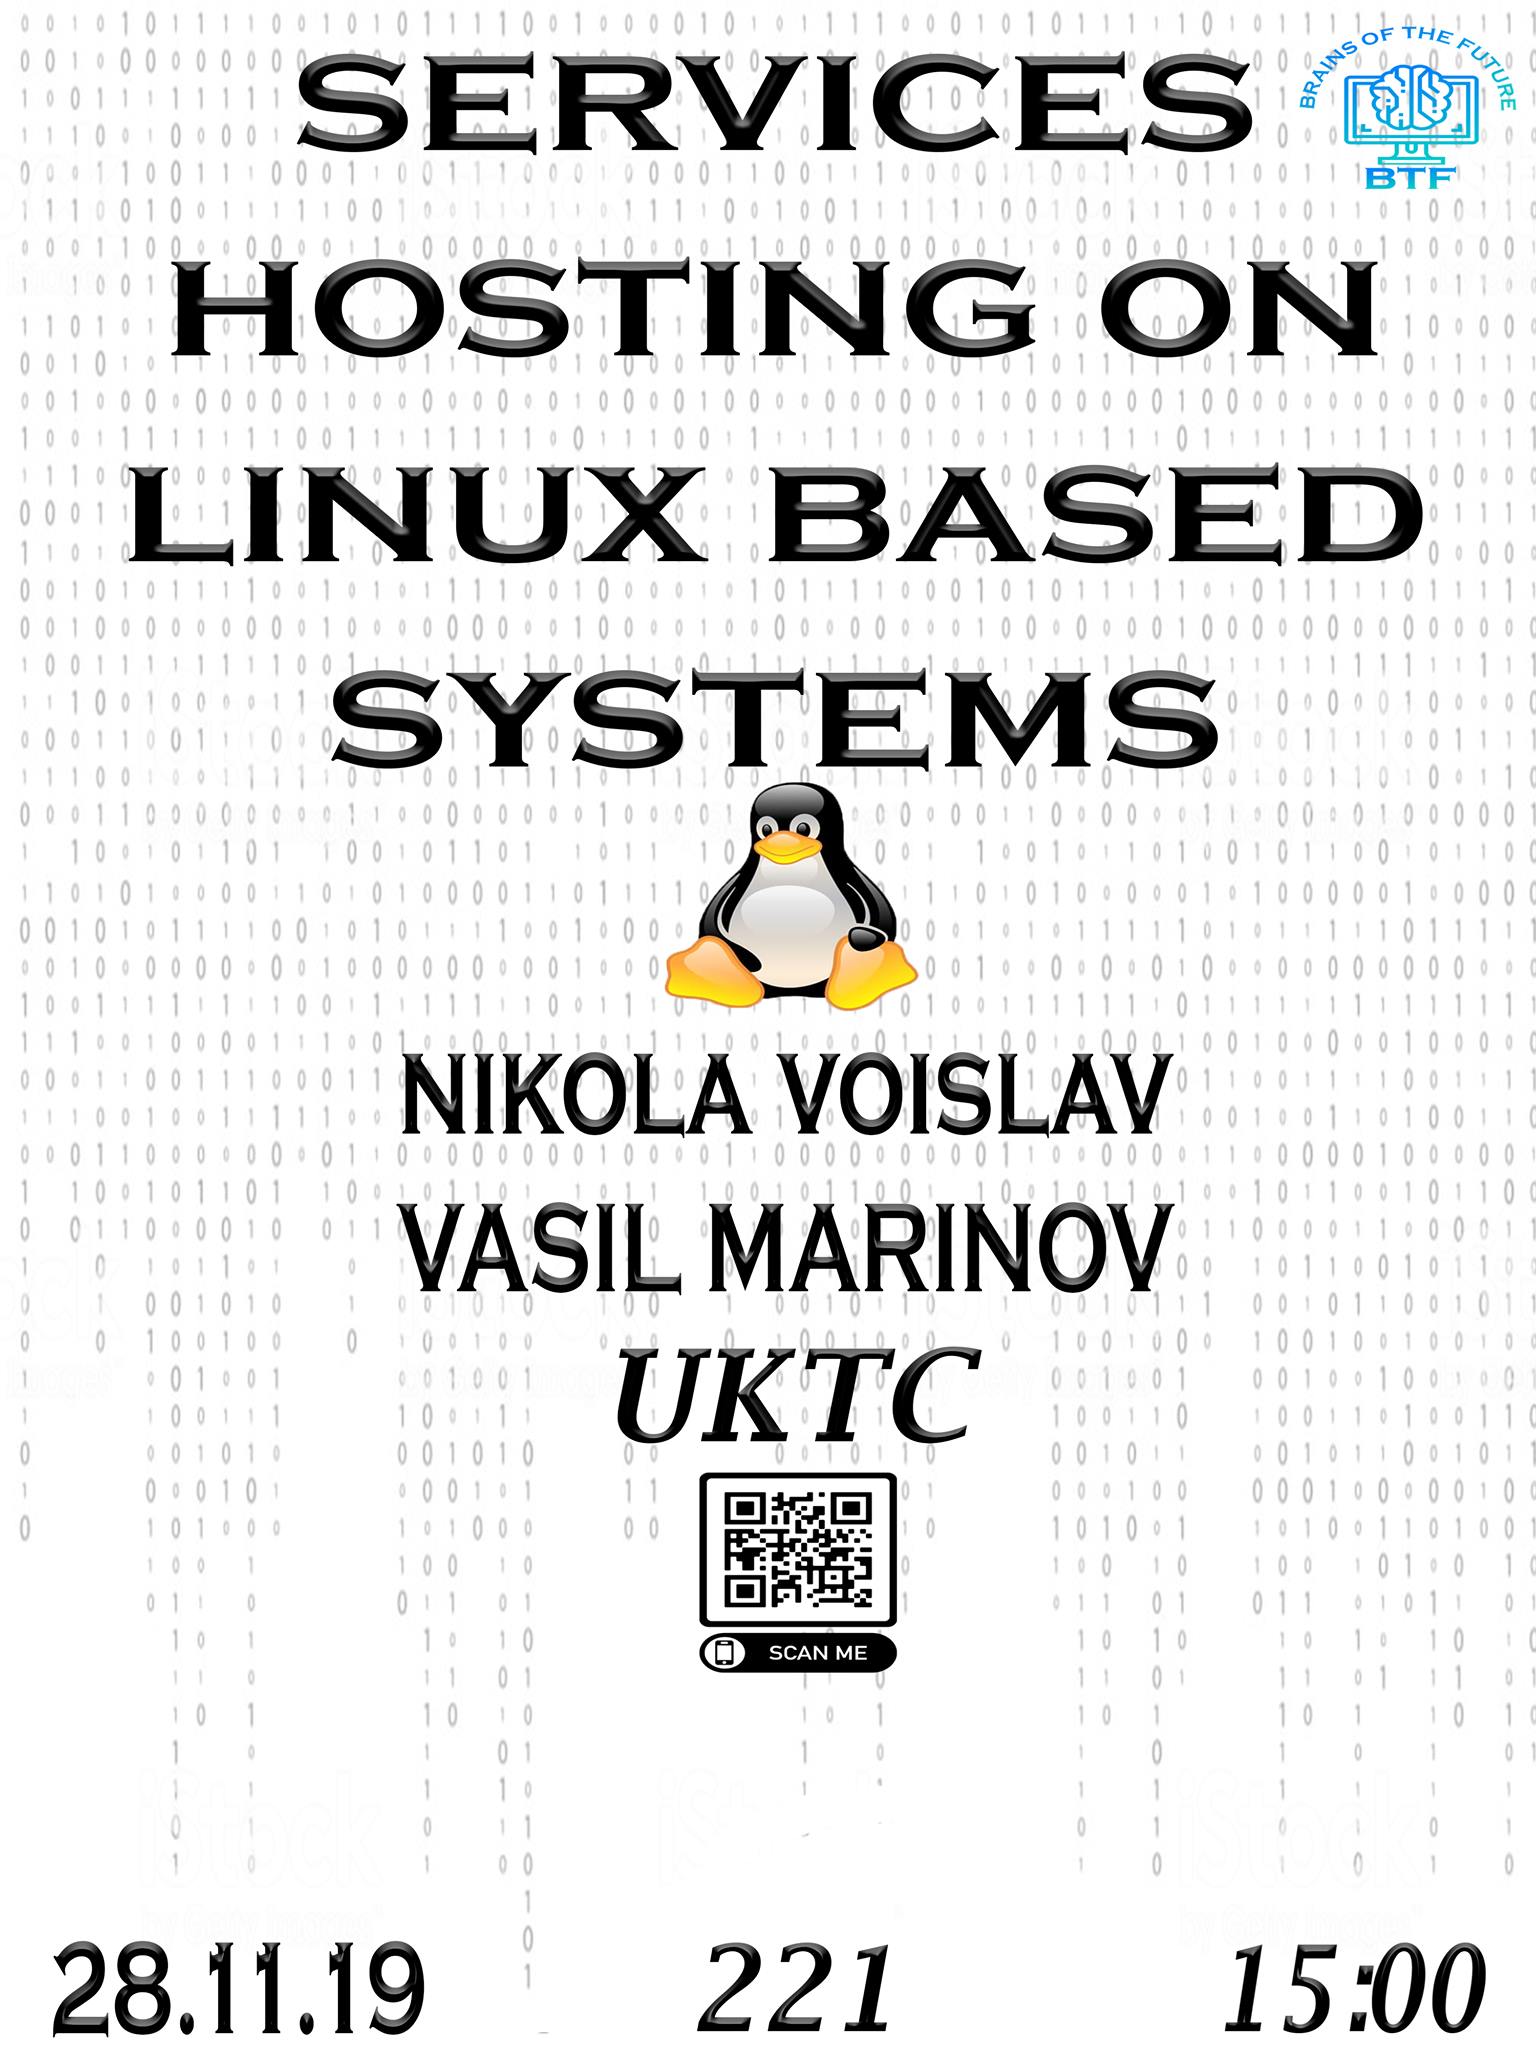 SERVICES
BRAINS OF THE FUTURE
BTF
HOSTING ON
LINUX BASED
SYSTEMS
NIKOLA VOISLAV
VASIL MARINOV
UKTC
SCAN ME
28.11.19 221 15:00